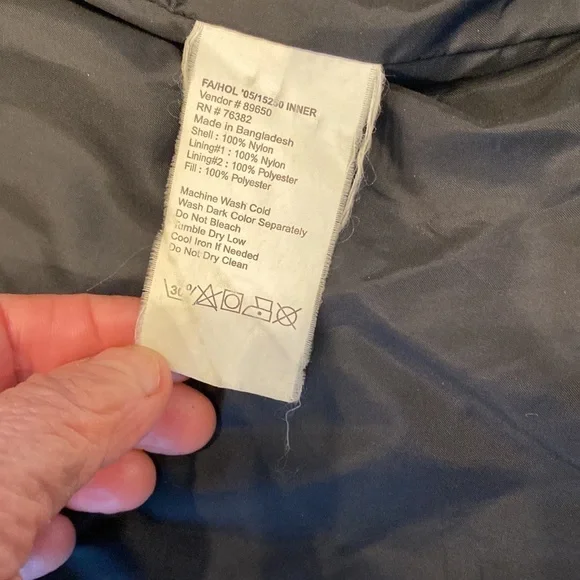 FA/HOL '05/15230 INNER
Vendor # 89650
RN # 76382
Made in Bangladesh
Shell : 100% Nylon
Lining#1 : 100% Nylon
Lining#2 : 100% Polyester
Fill : 100% Polyester
Machine Wash Cold
Wash Dark Color Separately
Do Not Bleach
Tumble Dry Low
Cool Iron If Needed
Do Not Dry Clean
30°